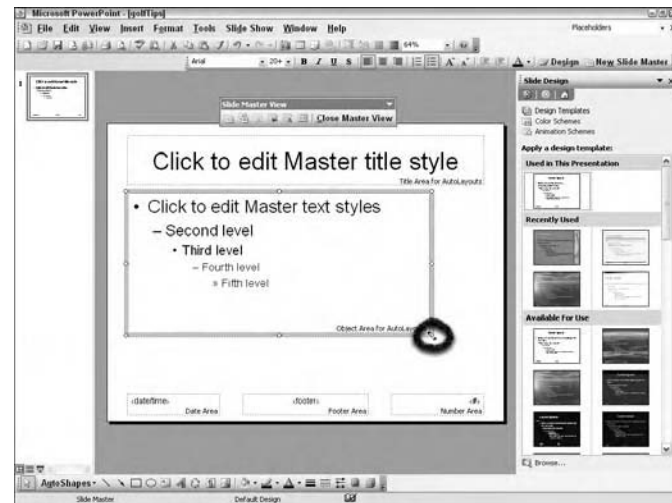 Microsoft PowerPoint - [golfTips]
File Edit View Insert Format Tools Slide Show Window Help
Placeholders
64%
Arial 20+ B I U S A A A Design New Slide Master
1
Slide Master View
Close Master View
Click to edit Master title style
Title Area for AutoLayouts
• Click to edit Master text styles
– Second level
• Third level
– Fourth level
» Fifth level
Object Area for
‹date/time›
Date Area
‹footer›
Footer Area
‹#›
Number Area
Slide Design
Design Templates
Color Schemes
Animation Schemes
Apply a design template:
Used in This Presentation
Recently Used
Available For Use
Browse...
AutoShapes
Slide Master Default Design